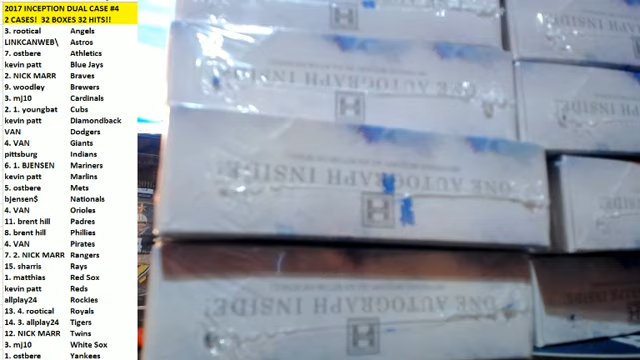 2017 INCEPTION DUAL CASE #4
2 CASES! 32 BOXES 32 HITS!!
3. rootical Angels
LINKCANWEB\ Astros
7. ostbere Athletics
kevin patt Blue Jays
2. NICK MARR Braves
9. woodley Brewers
3. mj10 Cardinals
2. 1. youngbat Cubs
kevin patt Diamondback
VAN Dodgers
4. VAN Giants
pittsburg Indians
6. 1. BJENSEN Mariners
kevin patt Marlins
5. ostbere Mets
bjensen$ Nationals
4. VAN Orioles
11. brent hill Padres
8. brent hill Phillies
4. VAN Pirates
7. 2. NICK MARR Rangers
15. sharris Rays
1. matthias Red Sox
kevin patt Reds
allplay24 Rockies
13. 4. rootical Royals
14. 3. allplay24 Tigers
12. NICK MARR Twins
3. mj10 White Sox
1. ostbere Yankees
ONE AUTOGRAPH INSIDE!
H
ONE AUTOGRAPH INSIDE!
H
ONE AUTOGRAPH INSIDE!
H